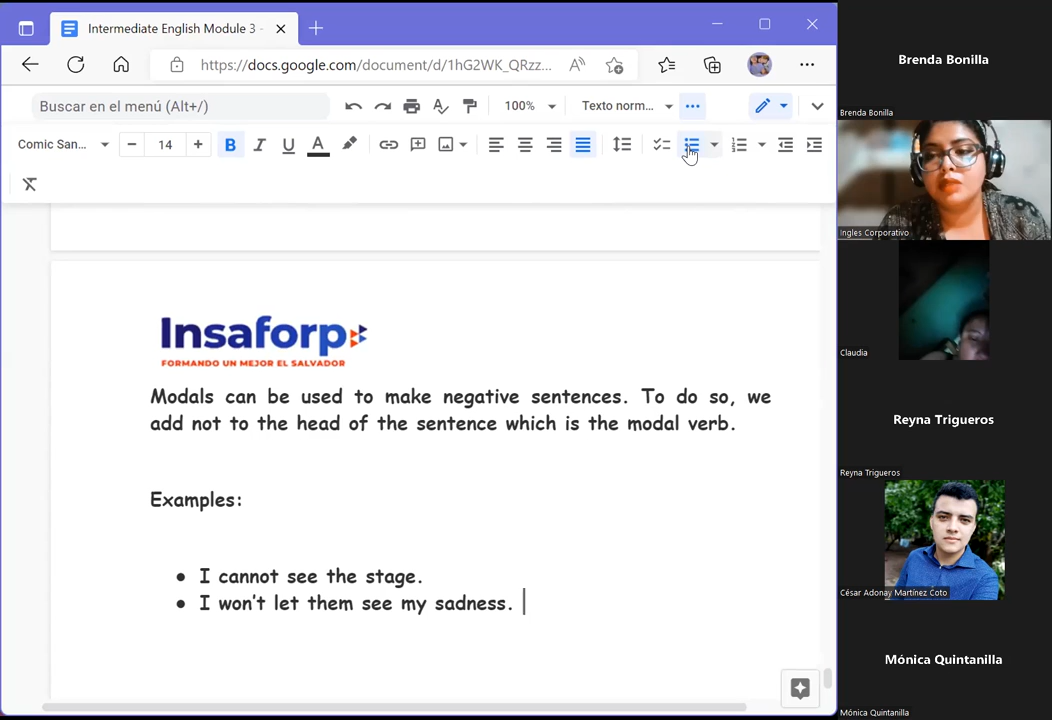 Intermediate English Module 3 -
https://docs.google.com/document/d/1hG2WK_QRzz...
Buscar en el menú (Alt+/)
100%
Texto norm...
Comic San...
14
B I U A
Insaforp
FORMANDO UN MEJOR EL SALVADOR
Modals can be used to make negative sentences. To do so, we
add not to the head of the sentence which is the modal verb.
Examples:
● I cannot see the stage.
● I won't let them see my sadness.
Brenda Bonilla
Brenda Bonilla
Ingles Corporativo
Claudia
Reyna Trigueros
Reyna Trigueros
César Adonay Martínez Coto
Mónica Quintanilla
Mónica Quintanilla